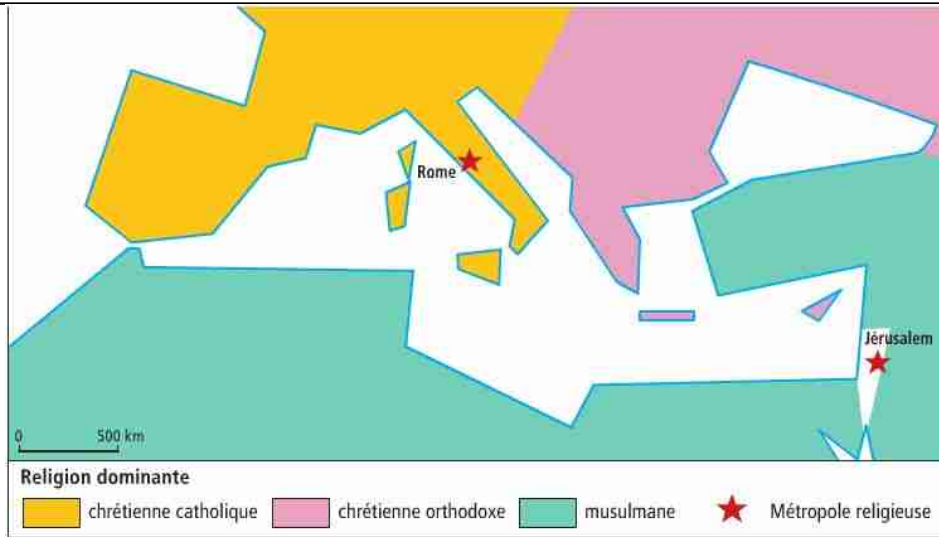 Rome
Jérusalem
0 500 km
Religion dominante
chrétienne catholique chrétienne orthodoxe musulmane Métropole religieuse